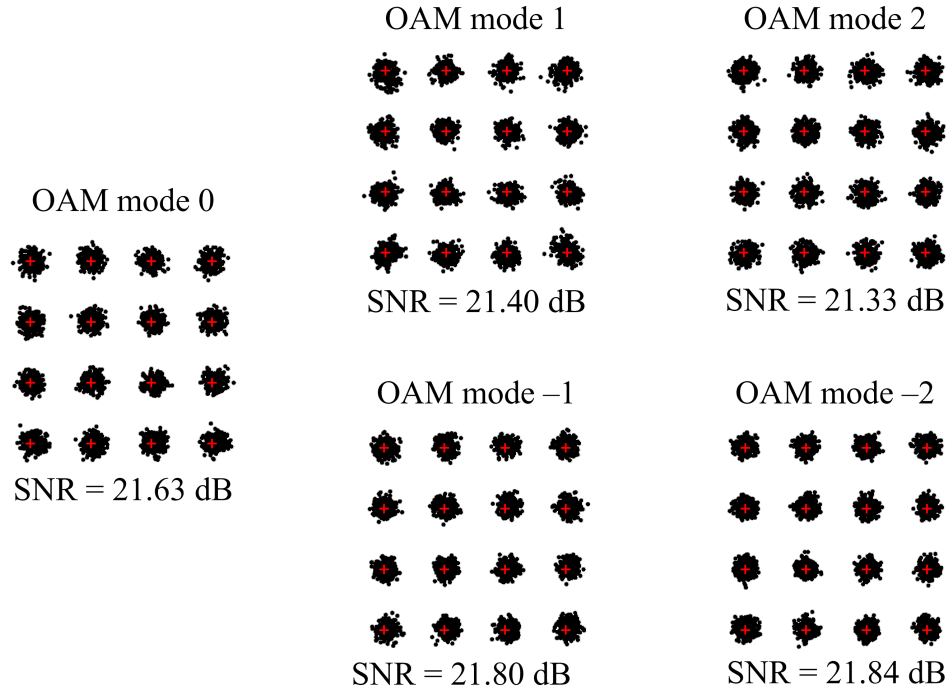 OAM mode 0
SNR = 21.63 dB
OAM mode 1
SNR = 21.40 dB
OAM mode 2
SNR = 21.33 dB
OAM mode –1
SNR = 21.80 dB
OAM mode –2
SNR = 21.84 dB